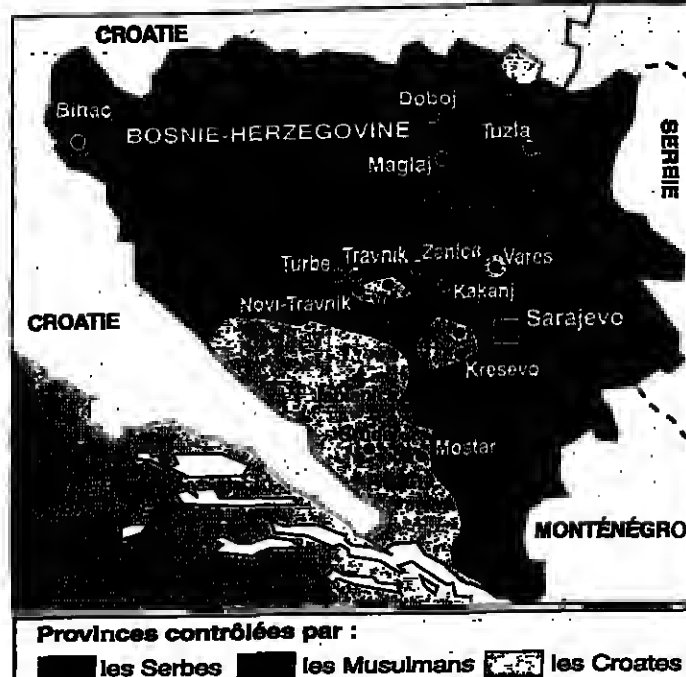 CROATIE
Bihac
Doboj
BOSNIE-HERZEGOVINE
Tuzla
Maglaj
SERBIE
Turbe
Travnik
Zenica
Vares
Kakanj
Novi-Travnik
CROATIE
Sarajevo
Kresevo
Mostar
MONTÉNÉGRO
Provinces contrôlées par :
les Serbes les Musulmans les Croates